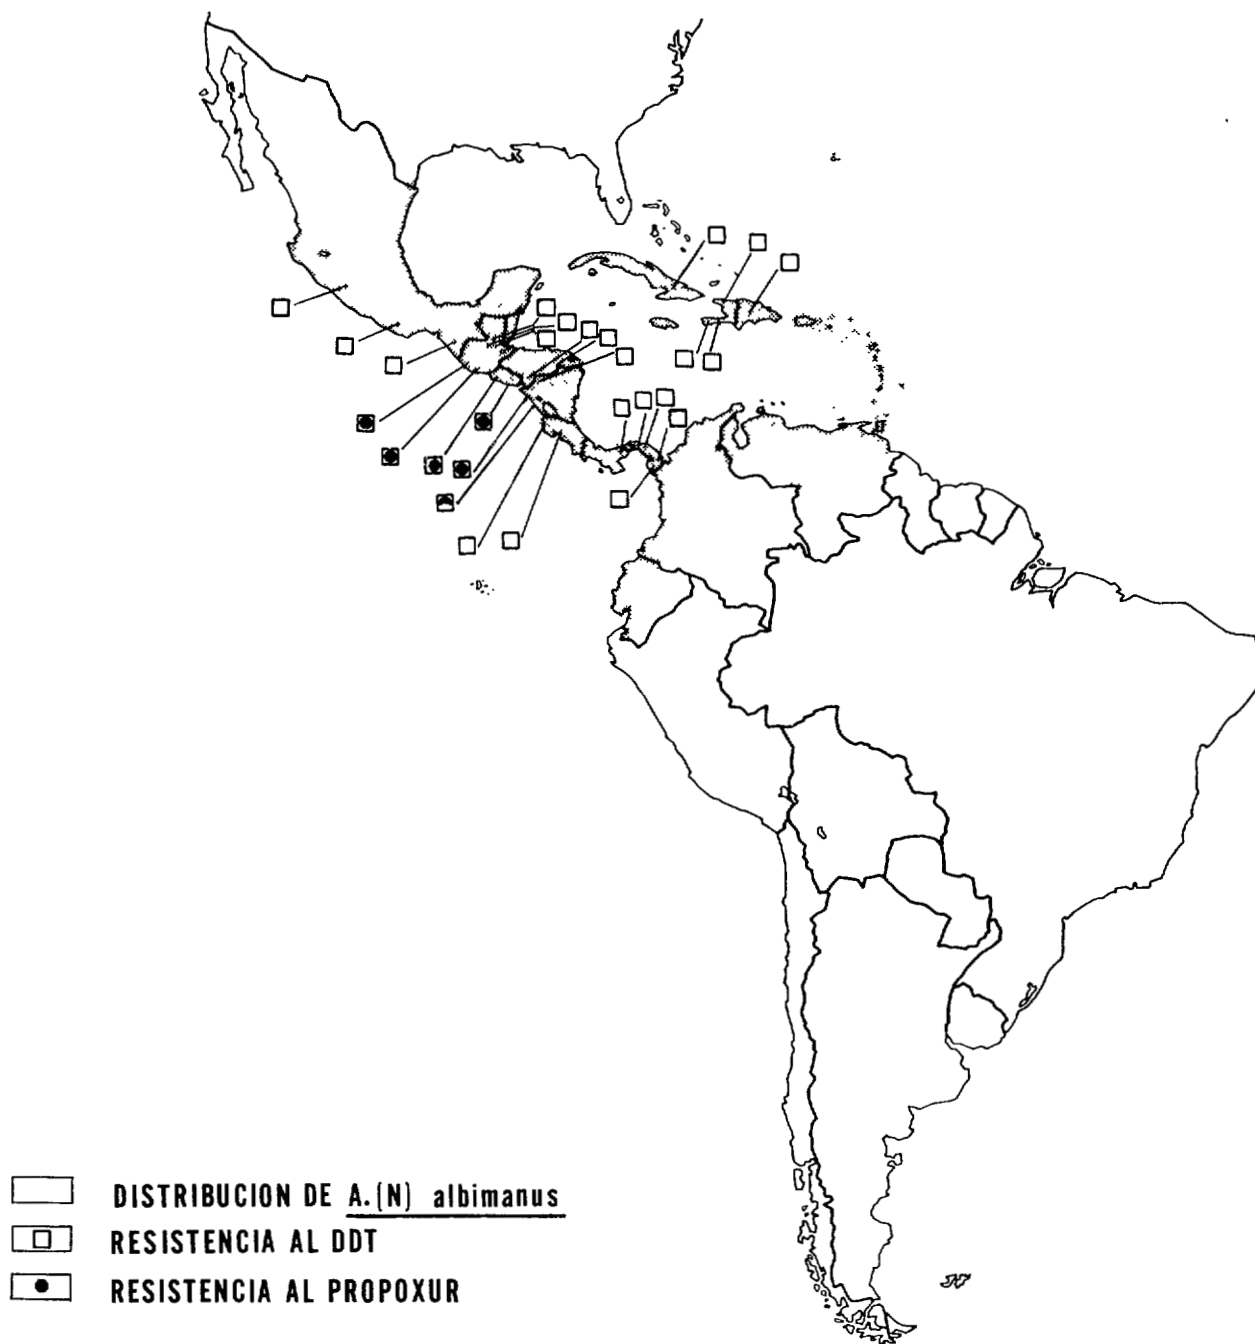 DISTRIBUCION DE A.(N) albimanus
RESISTENCIA AL DDT
RESISTENCIA AL PROPOXUR